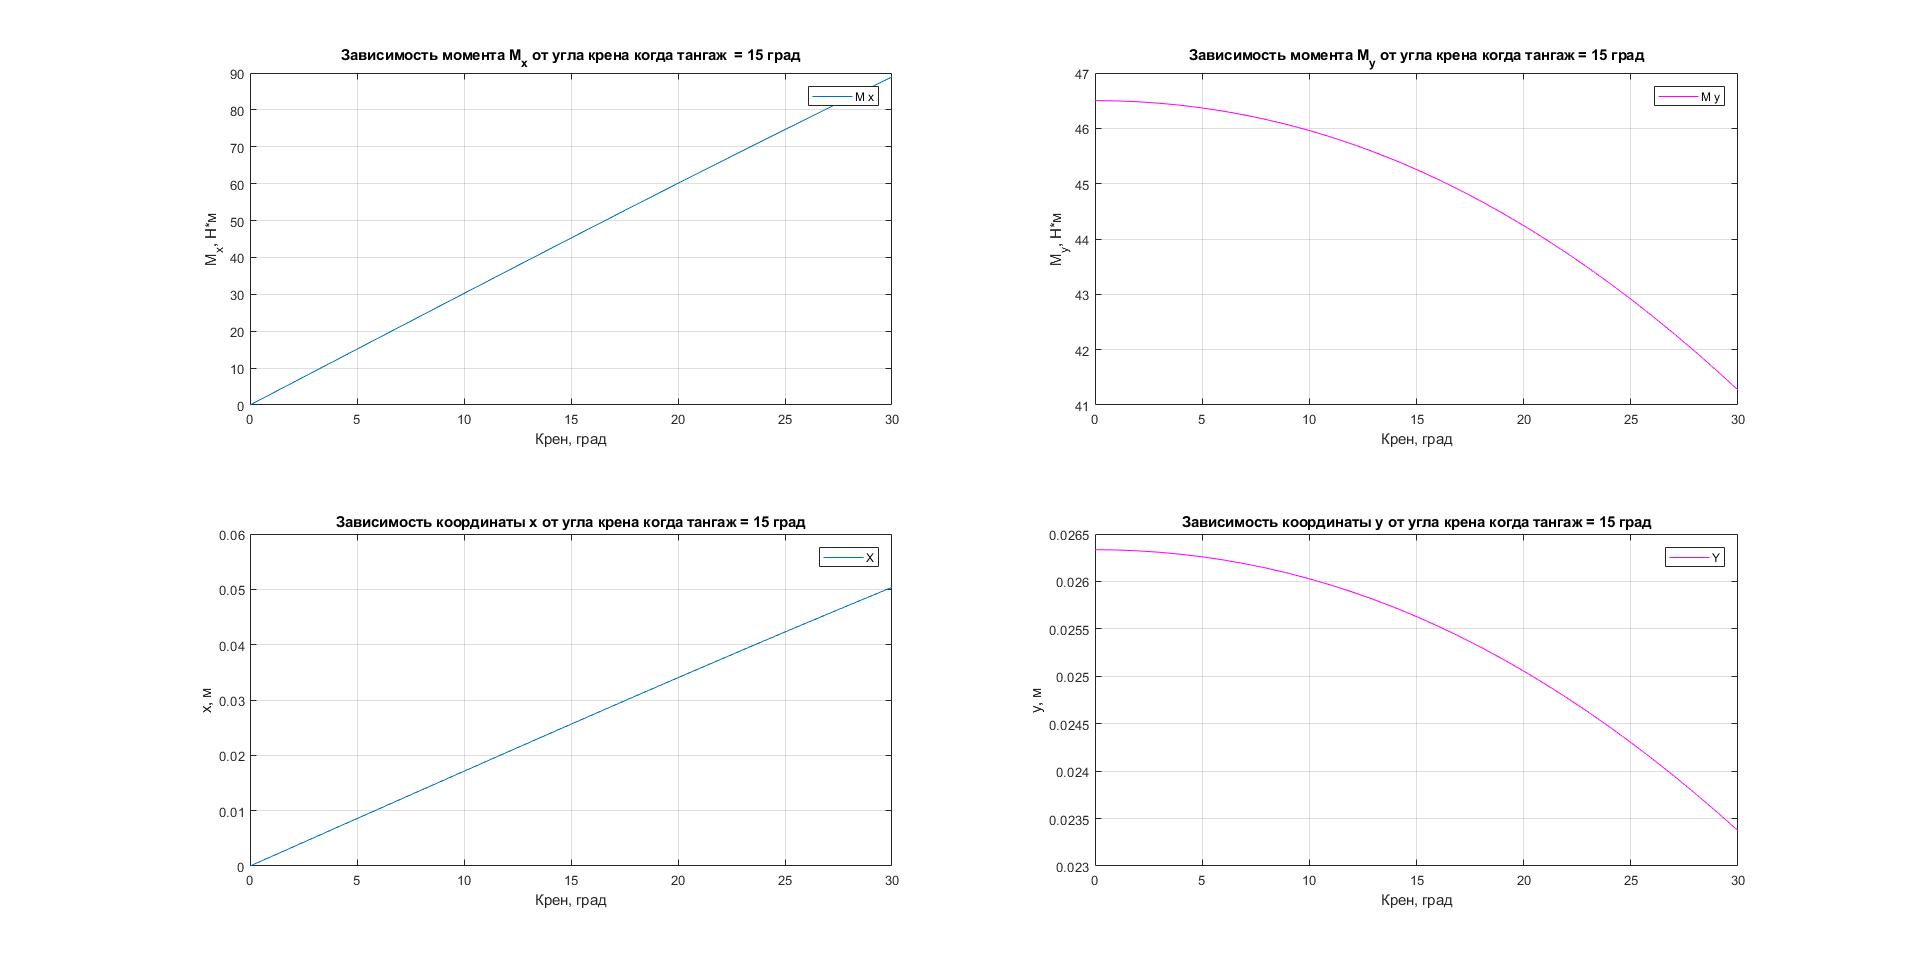 Зависимость момента M_x от угла крена когда тангаж = 15 град
90
80
70
60
50
40
30
20
10
0
M_x, Н*м
M x
0 5 10 15 20 25 30
Крен, град
Зависимость момента M_y от угла крена когда тангаж = 15 град
47
46
45
44
43
42
41
M_y, Н*м
M y
0 5 10 15 20 25 30
Крен, град
Зависимость координаты x от угла крена когда тангаж = 15 град
0.06
0.05
0.04
0.03
0.02
0.01
0
x, м
X
0 5 10 15 20 25 30
Крен, град
Зависимость координаты y от угла крена когда тангаж = 15 град
0.0265
0.026
0.0255
0.025
0.0245
0.024
0.0235
0.023
y, м
Y
0 5 10 15 20 25 30
Крен, град